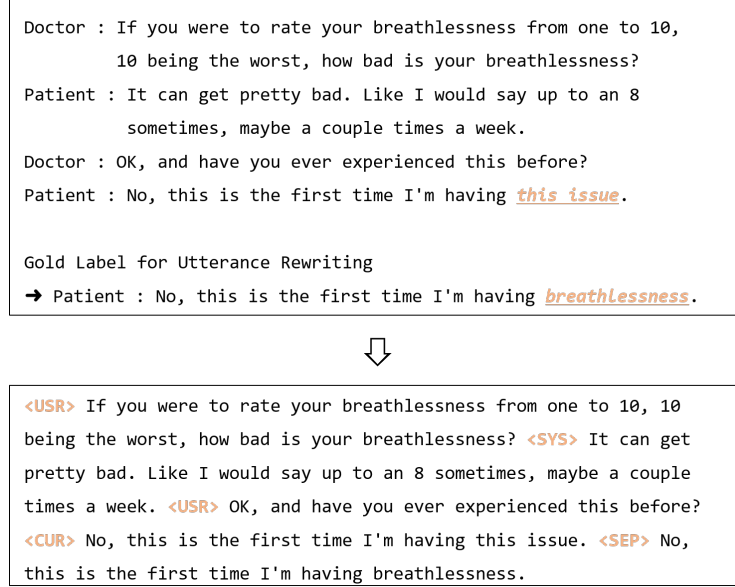 Doctor : If you were to rate your breathlessness from one to 10,
10 being the worst, how bad is your breathlessness?
Patient : It can get pretty bad. Like I would say up to an 8
sometimes, maybe a couple times a week.
Doctor : OK, and have you ever experienced this before?
Patient : No, this is the first time I'm having this issue.
Gold Label for Utterance Rewriting
➜ Patient : No, this is the first time I'm having breathlessness.
<USR> If you were to rate your breathlessness from one to 10, 10
being the worst, how bad is your breathlessness? <SYS> It can get
pretty bad. Like I would say up to an 8 sometimes, maybe a couple
times a week. <USR> OK, and have you ever experienced this before?
<CUR> No, this is the first time I'm having this issue. <SEP> No,
this is the first time I'm having breathlessness.